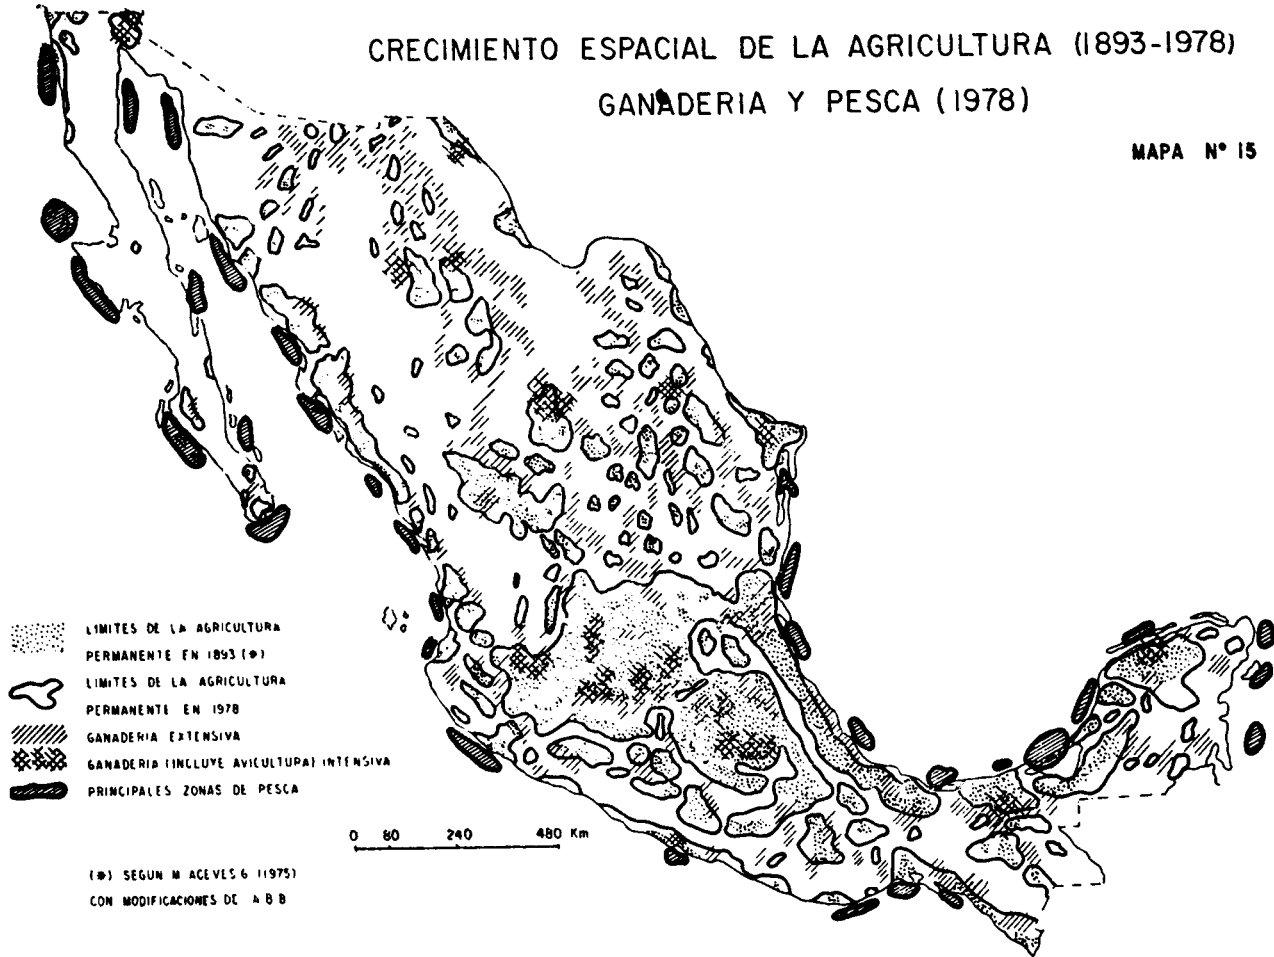 CRECIMIENTO ESPACIAL DE LA AGRICULTURA (1893-1978)
GANADERIA Y PESCA (1978)
MAPA Nº 15
LIMITES DE LA AGRICULTURA
PERMANENTE EN 1893 (*)
LIMITES DE LA AGRICULTURA
PERMANENTE EN 1978
GANADERIA EXTENSIVA
GANADERIA (INCLUYE AVICULTURA) INTENSIVA
PRINCIPALES ZONAS DE PESCA
0 80 240 480 Km
(*) SEGUN M ACEVES 6 (1975)
CON MODIFICACIONES DE A B B